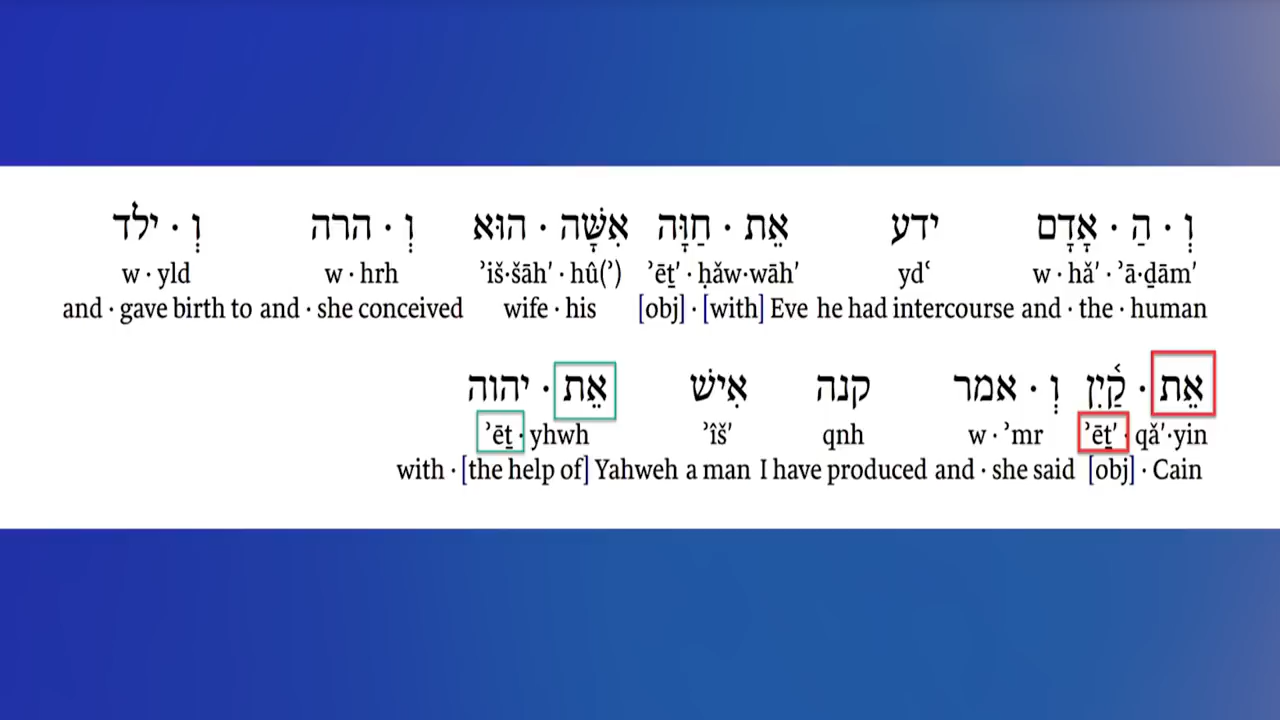 וְ · הַ · אָדָם ידע אֵת · חַוָּה אִשָּׁה · הוּא וְ · הרה וְ · ילד
w · yld w · hrh ʾiš·šāh′ · hû(ʾ) ʾēṯ′ · ḥǎw·wāh′ ydʿ w · hǎ′ · ʾā·ḏām′
and · gave birth to and · she conceived wife · his [obj] · [with] Eve he had intercourse and · the · human
אֵת · קַ֫יִן וְ · אמר קנה אִישׁ אֵת · יהוה
ʾēṯ · yhwh ʾîš′ qnh w · ʾmr ʾēṯ′ · qǎ′·yin
with · [the help of] Yahweh a man I have produced and · she said [obj] · Cain